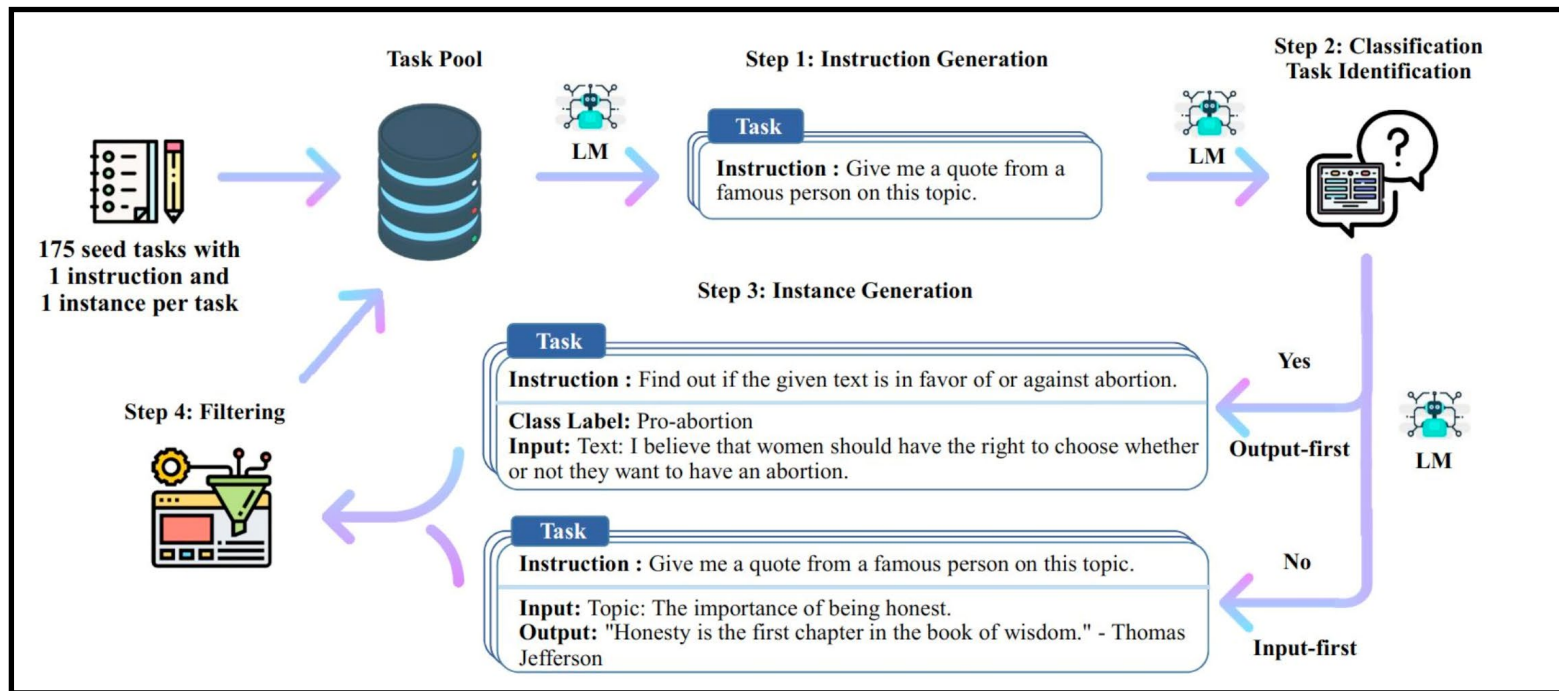 Task Pool
Step 1: Instruction Generation
Step 2: Classification
Task Identification
LM
Task
Instruction : Give me a quote from a
famous person on this topic.
LM
175 seed tasks with
1 instruction and
1 instance per task
Step 3: Instance Generation
Task
Instruction : Find out if the given text is in favor of or against abortion.
Class Label: Pro-abortion
Input: Text: I believe that women should have the right to choose whether
or not they want to have an abortion.
Yes
Output-first
LM
Step 4: Filtering
Task
Instruction : Give me a quote from a famous person on this topic.
Input: Topic: The importance of being honest.
Output: "Honesty is the first chapter in the book of wisdom." - Thomas
Jefferson
No
Input-first